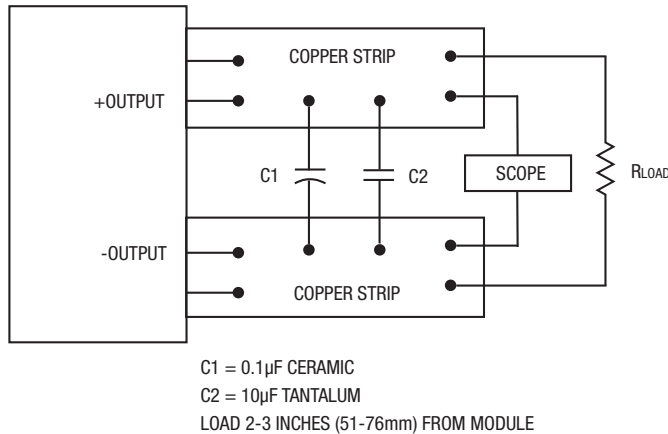 COPPER STRIP
+OUTPUT
C1
C2
SCOPE
RLOAD
-OUTPUT
COPPER STRIP
C1 = 0.1µF CERAMIC
C2 = 10µF TANTALUM
LOAD 2-3 INCHES (51-76mm) FROM MODULE